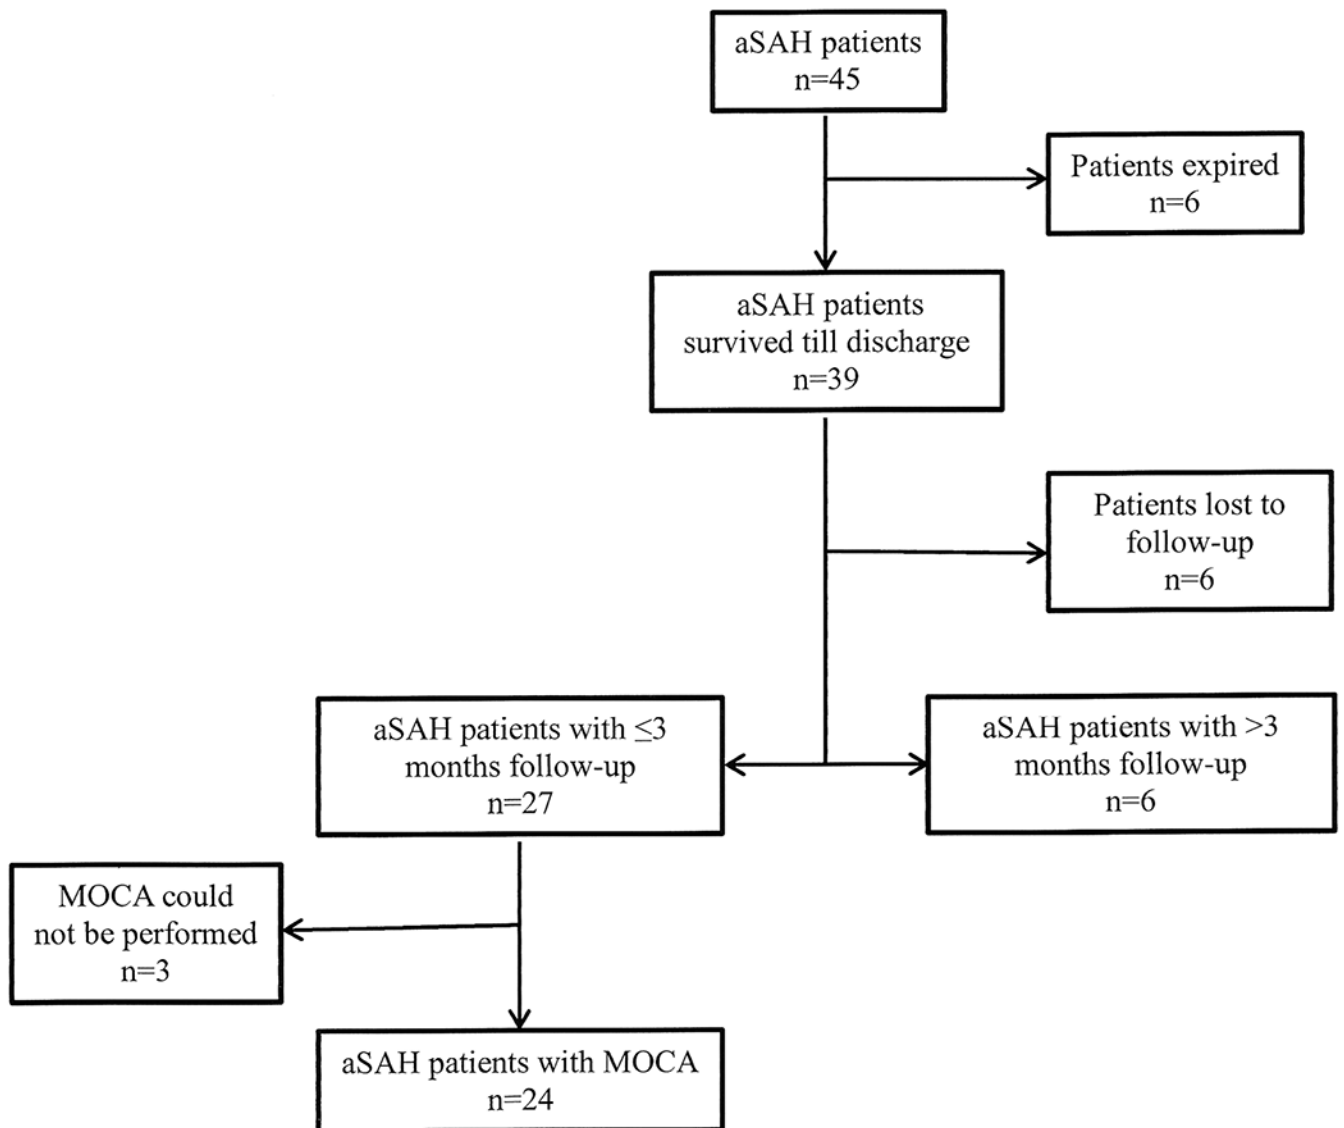 aSAH patients
n=45
Patients expired
n=6
aSAH patients
survived till discharge
n=39
Patients lost to
follow-up
n=6
aSAH patients with ≤3
months follow-up
n=27
aSAH patients with >3
months follow-up
n=6
MOCA could
not be performed
n=3
aSAH patients with MOCA
n=24